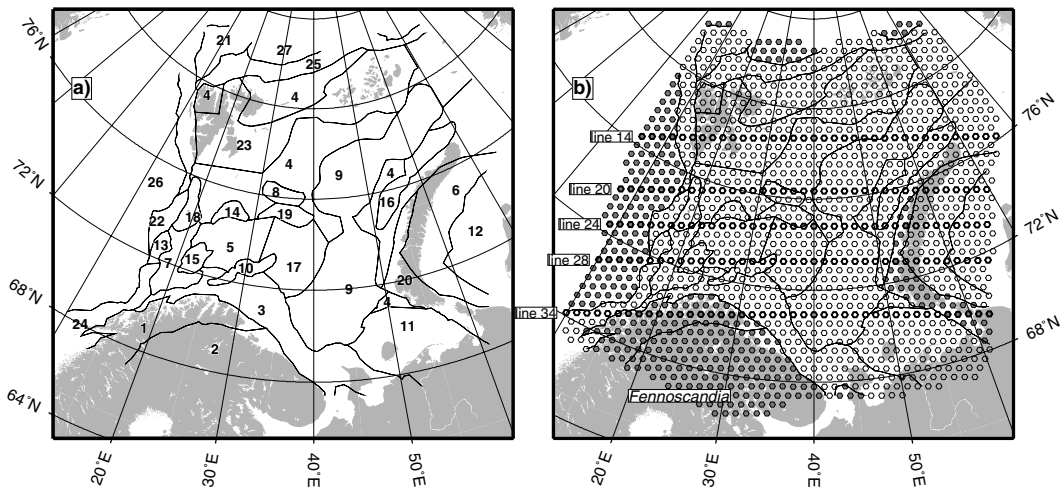 76°N
72°N
68°N
64°N
a)
21
27
25
4
4
23
4
9
4
6
26
8
16
22
18
14
19
12
13
5
15
7
10
17
20
9
4
3
24
1
11
2
20°E
30°E
40°E
50°E
b)
line 14
line 20
line 24
line 28
line 34
Fennoscandia
76°N
72°N
68°N
20°E
30°E
40°E
50°E